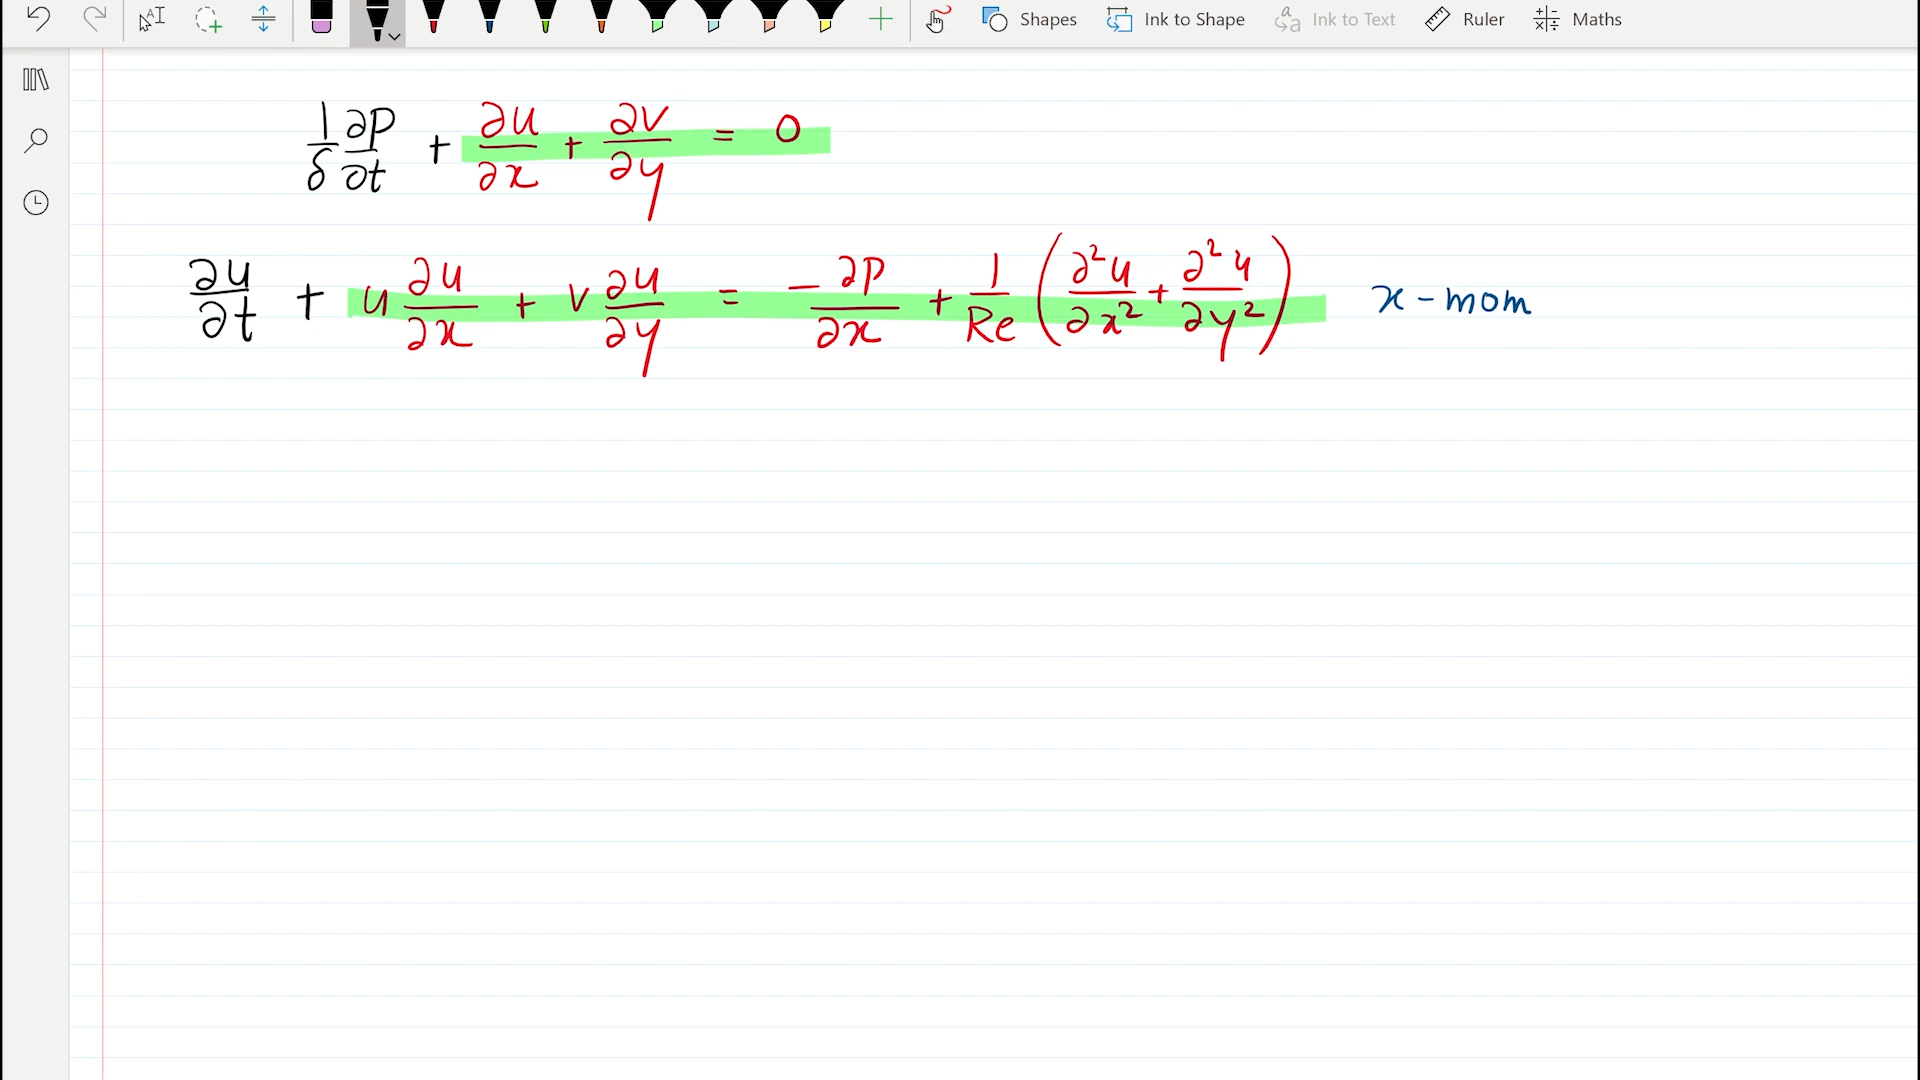 Shapes Ink to Shape Ink to Text Ruler Maths
1/δ ∂p/∂t + ∂u/∂x + ∂v/∂y = 0
∂u/∂t + u ∂u/∂x + v ∂u/∂y = - ∂p/∂x + 1/Re (∂²u/∂x² + ∂²u/∂y²) x - mom